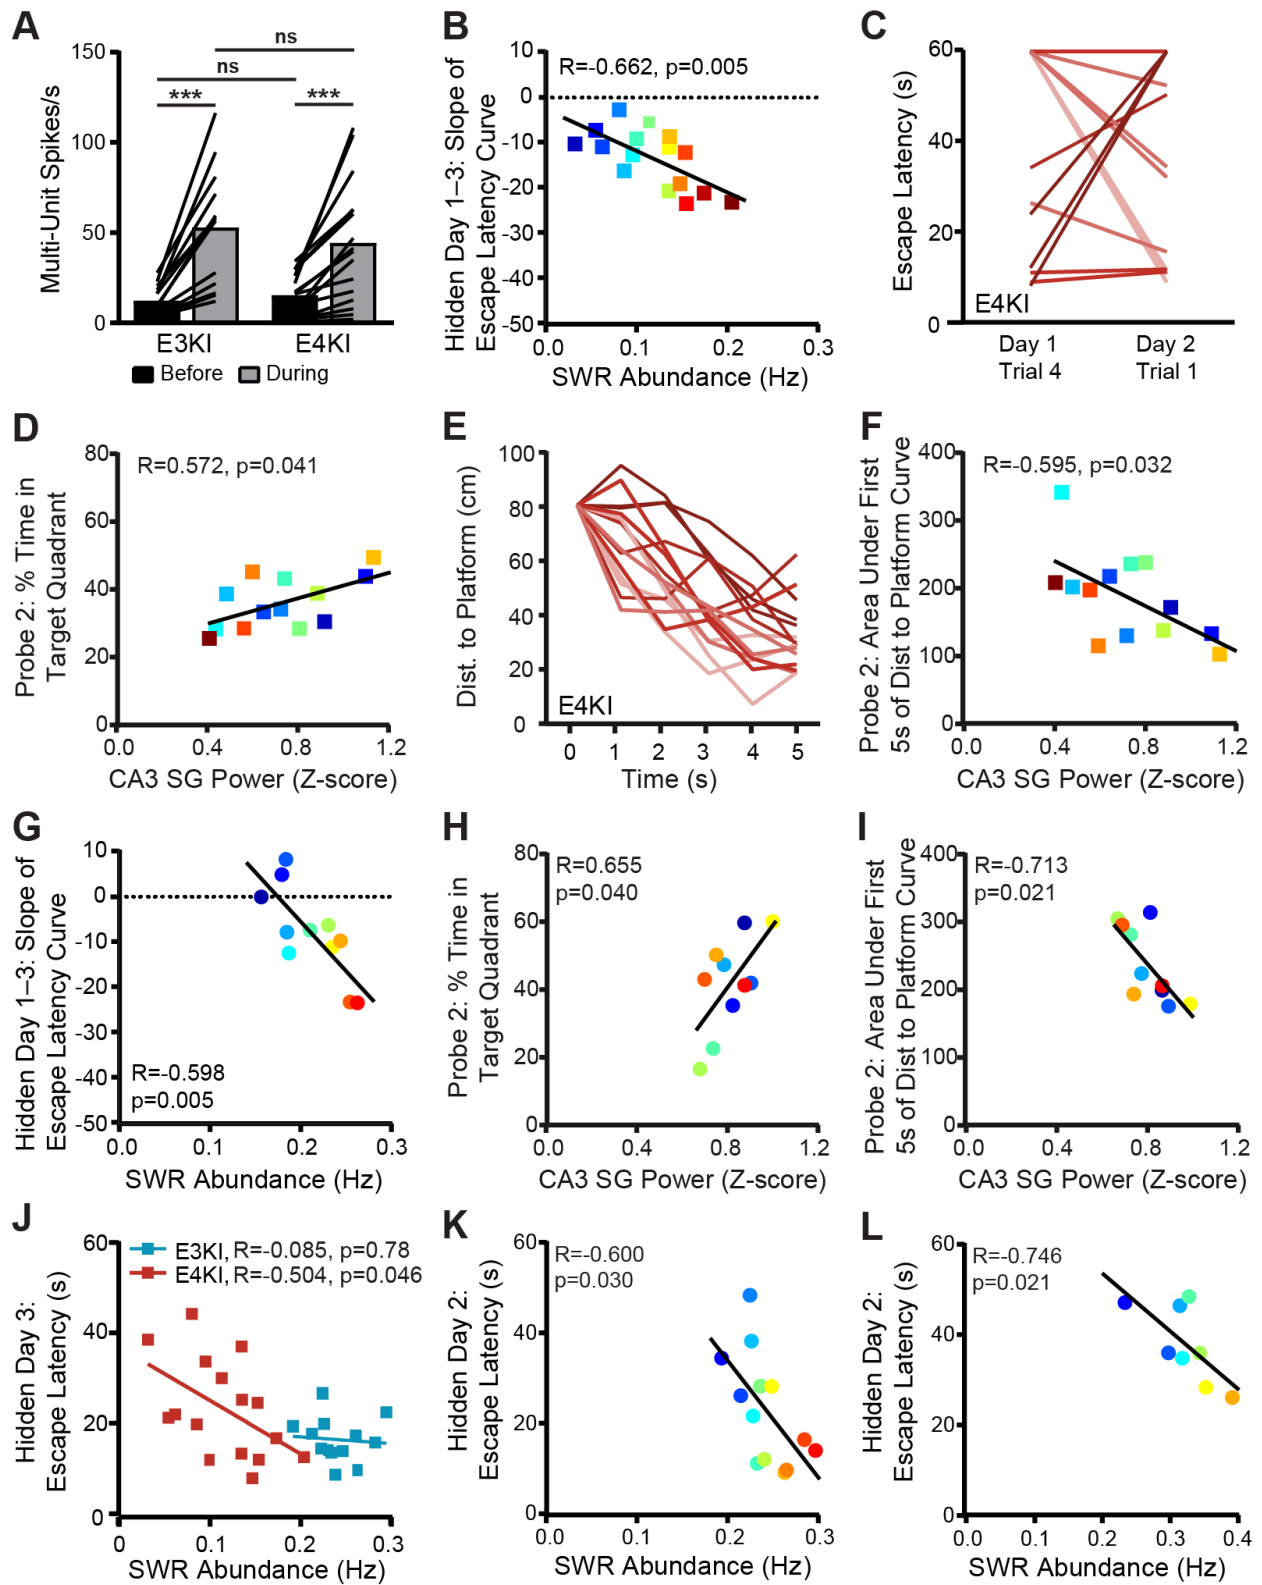 A
ns
ns
***
***
150
100
50
0
Multi-Unit Spikes/s
E3KI
E4KI
Before
During
B
R=-0.662, p=0.005
10
0
-10
-20
-30
-40
-50
Hidden Day 1–3: Slope of
Escape Latency Curve
0.0
0.1
0.2
0.3
SWR Abundance (Hz)
C
60
40
20
0
Escape Latency (s)
E4KI
Day 1
Trial 4
Day 2
Trial 1
D
R=0.572, p=0.041
80
60
40
20
0
Probe 2: % Time in
Target Quadrant
0.0
0.4
0.8
1.2
CA3 SG Power (Z-score)
E
100
80
60
40
20
0
Dist. to Platform (cm)
E4KI
0
1
2
3
4
5
Time (s)
F
R=-0.595, p=0.032
400
300
200
100
0
Probe 2: Area Under First
5s of Dist to Platform Curve
0.0
0.4
0.8
1.2
CA3 SG Power (Z-score)
G
10
0
-10
-20
-30
-40
-50
Hidden Day 1–3: Slope of
Escape Latency Curve
R=-0.598
p=0.005
0.0
0.1
0.2
0.3
SWR Abundance (Hz)
H
R=0.655
p=0.040
80
60
40
20
0
Probe 2: % Time in
Target Quadrant
0.0
0.4
0.8
1.2
CA3 SG Power (Z-score)
I
R=-0.713
p=0.021
400
300
200
100
0
Probe 2: Area Under First
5s of Dist to Platform Curve
0.0
0.4
0.8
1.2
CA3 SG Power (Z-score)
J
E3KI, R=-0.085, p=0.78
E4KI, R=-0.504, p=0.046
60
40
20
0
Hidden Day 3:
Escape Latency (s)
0
0.1
0.2
0.3
SWR Abundance (Hz)
K
R=-0.600
p=0.030
60
40
20
0
Hidden Day 2:
Escape Latency (s)
0.0
0.1
0.2
0.3
SWR Abundance (Hz)
L
R=-0.746
p=0.021
60
40
20
0
Hidden Day 2:
Escape Latency (s)
0.0
0.1
0.2
0.3
0.4
SWR Abundance (Hz)